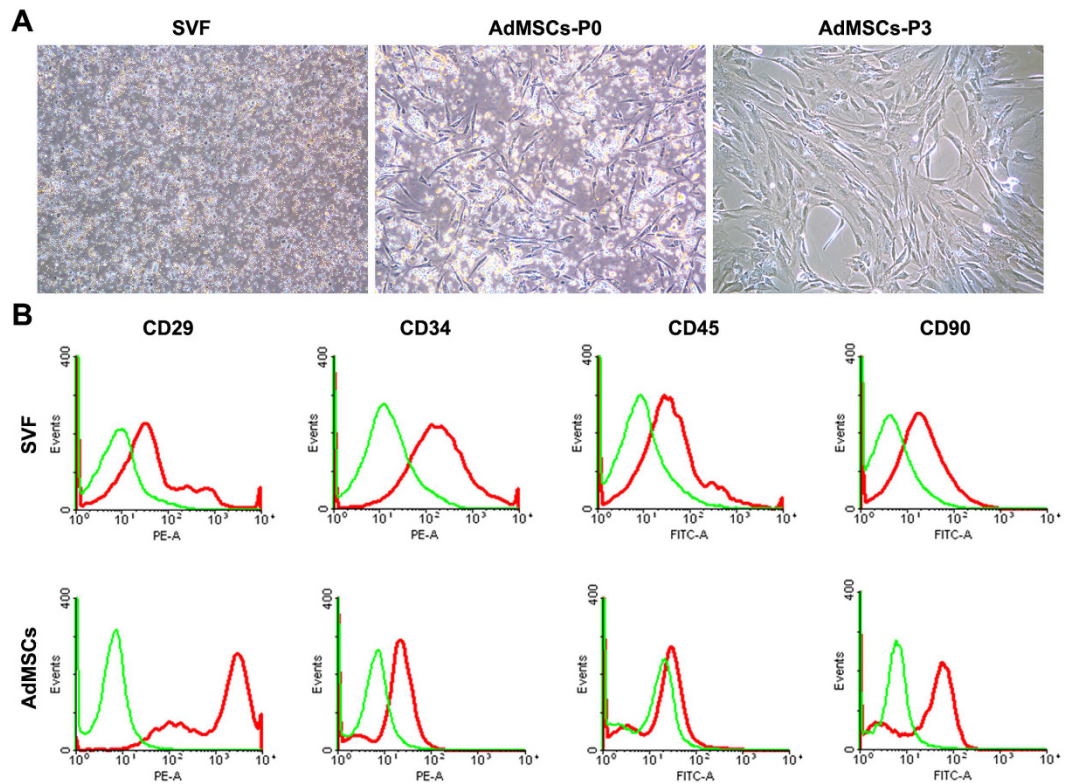 A
SVF
AdMSCs-P0
AdMSCs-P3
B
CD29
CD34
CD45
CD90
SVF
400
Events
0
10⁰ 10¹ 10² 10³ 10⁴
PE-A
400
Events
0
10⁰ 10¹ 10² 10³ 10⁴
PE-A
400
Events
0
10⁰ 10¹ 10² 10³ 10⁴
FITC-A
400
Events
0
10⁰ 10¹ 10² 10³ 10⁴
FITC-A
AdMSCs
400
Events
0
10⁰ 10¹ 10² 10³ 10⁴
PE-A
400
Events
0
10⁰ 10¹ 10² 10³ 10⁴
PE-A
400
Events
0
10⁰ 10¹ 10² 10³ 10⁴
FITC-A
400
Events
0
10⁰ 10¹ 10² 10³ 10⁴
FITC-A